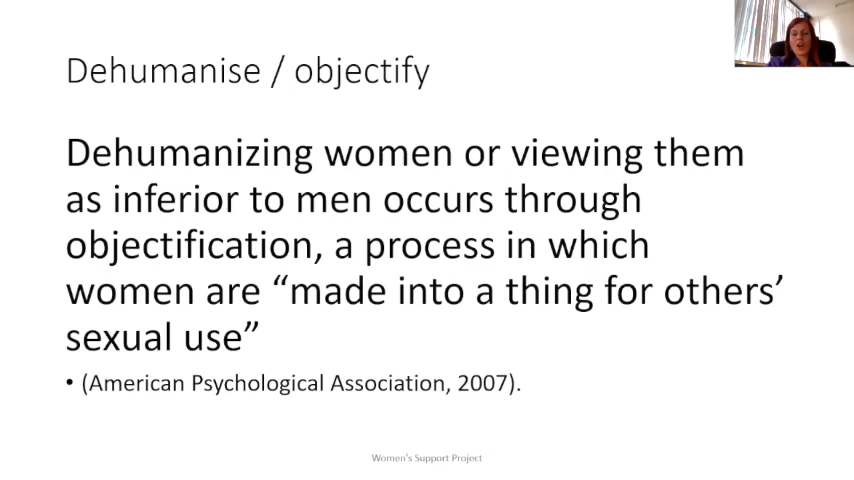 Dehumanise / objectify
Dehumanizing women or viewing them
as inferior to men occurs through
objectification, a process in which
women are “made into a thing for others’
sexual use”
• (American Psychological Association, 2007).
Women's Support Project